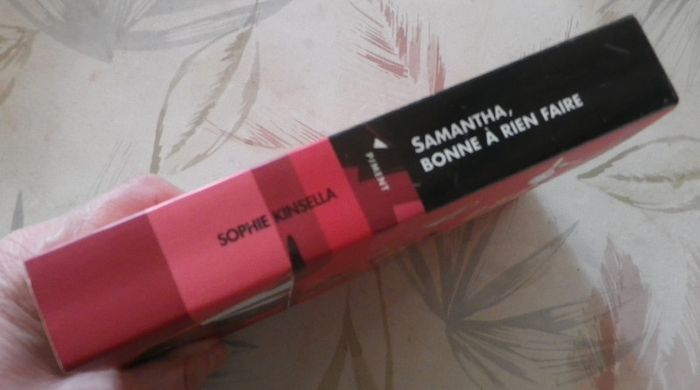 SOPHIE KINSELLA
PIMENT
SAMANTHA,
BONNE À RIEN FAIRE